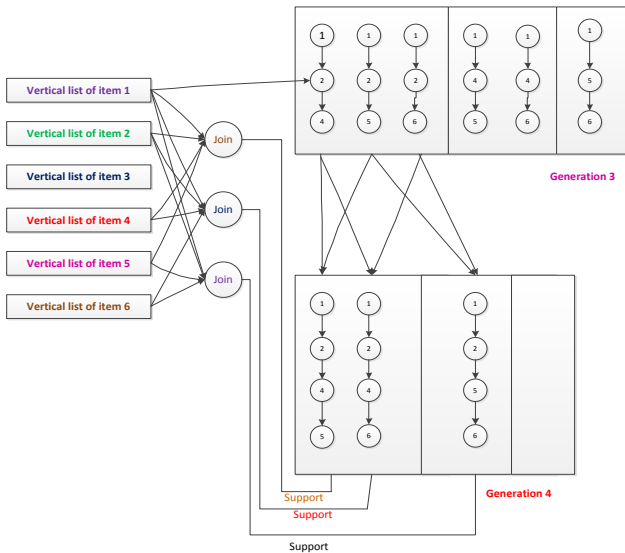 1 1 1 1 1 1
2 2 2 4 4 5
4 5 6 5 6 6
Vertical list of item 1
Vertical list of item 2
Vertical list of item 3
Vertical list of item 4
Vertical list of item 5
Vertical list of item 6
Join
Join
Join
Generation 3
1 1 1
2 2 2
4 4 5
5 6 6
Generation 4
Support
Support
Support